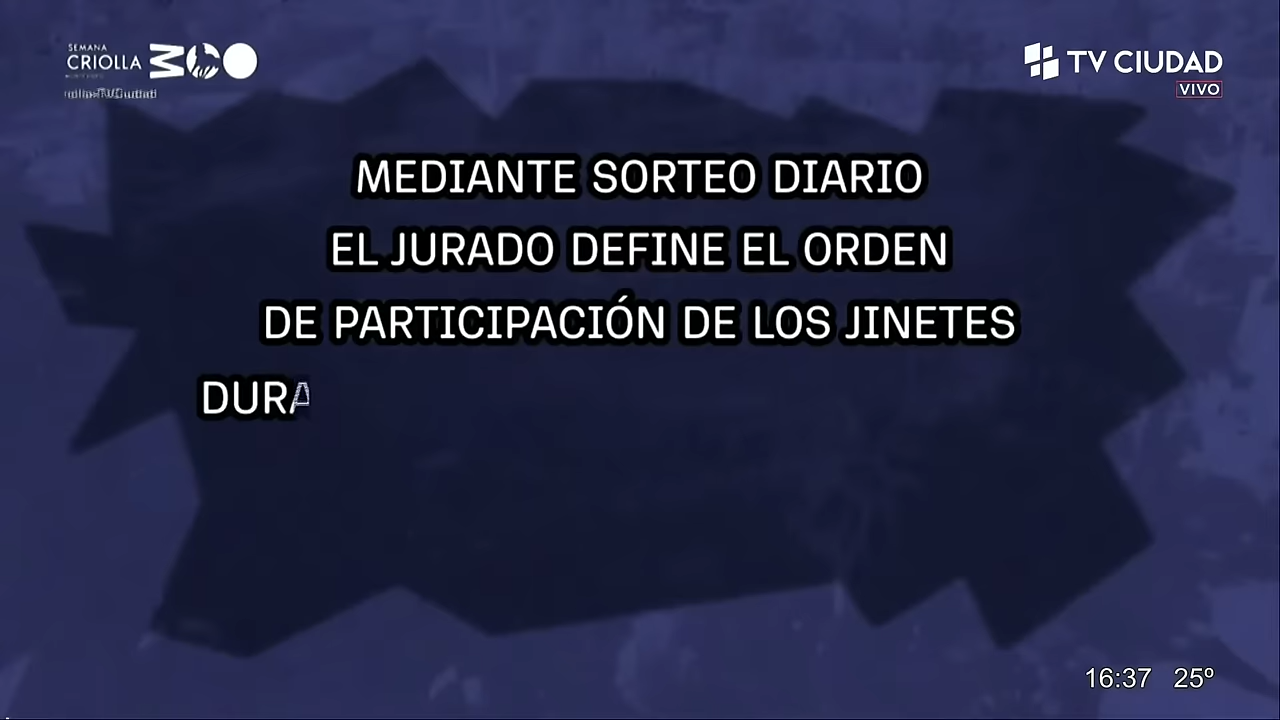 SEMANA
CRIOLLA
TV CIUDAD
VIVO
MEDIANTE SORTEO DIARIO
EL JURADO DEFINE EL ORDEN
DE PARTICIPACIÓN DE LOS JINETES
DURA
16:37 25º